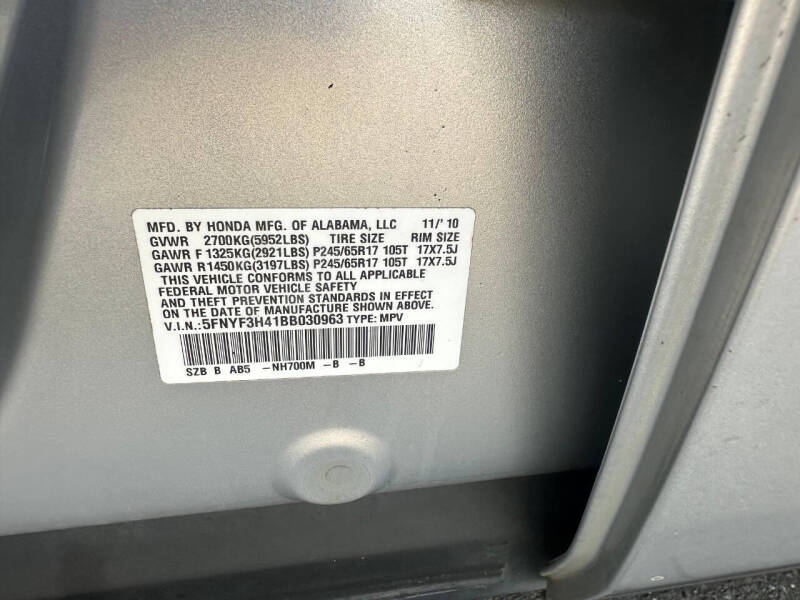 MFD. BY HONDA MFG. OF ALABAMA, LLC 11/' 10
GVWR 2700KG(5952LBS) TIRE SIZE RIM SIZE
GAWR F 1325KG(2921LBS) P245/65R17 105T 17X7.5J
GAWR R1450KG(3197LBS) P245/65R17 105T 17X7.5J
THIS VEHICLE CONFORMS TO ALL APPLICABLE
FEDERAL MOTOR VEHICLE SAFETY
AND THEFT PREVENTION STANDARDS IN EFFECT
ON THE DATE OF MANUFACTURE SHOWN ABOVE.
V.I.N.:5FNYF3H41BB030963 TYPE: MPV
SZB B AB5 -NH700M -B -B